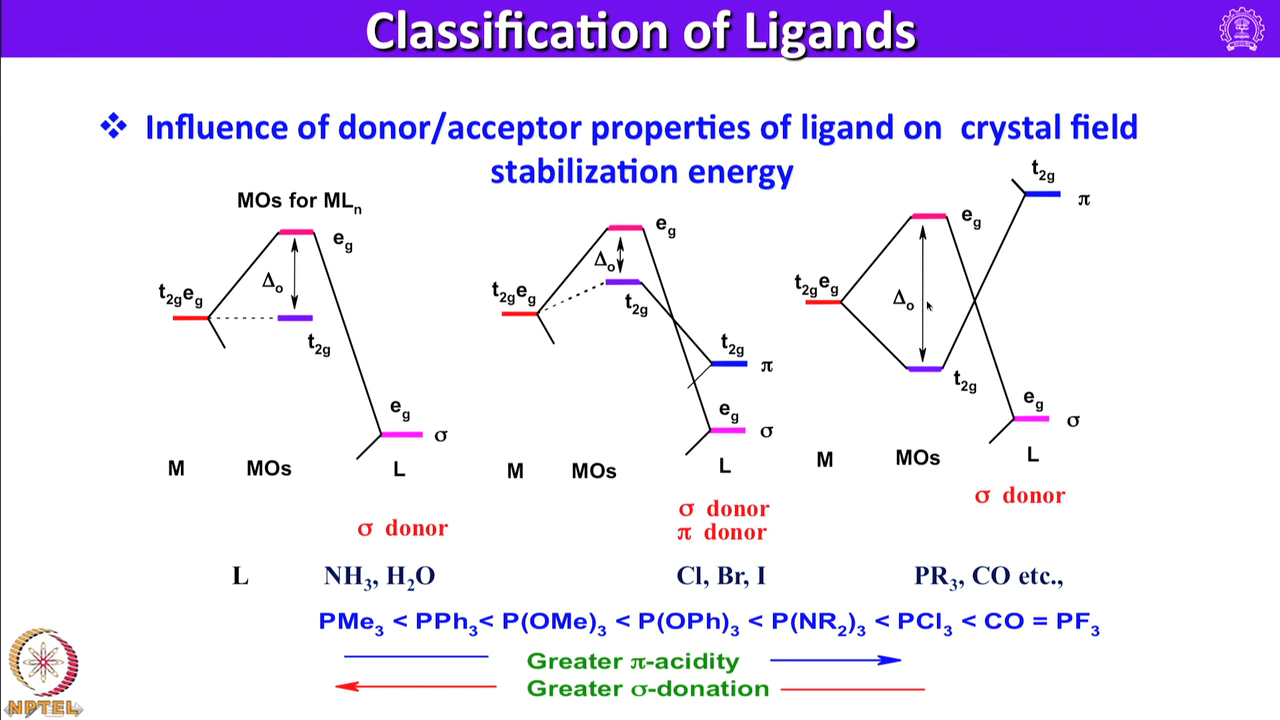 Classification of Ligands
❖ Influence of donor/acceptor properties of ligand on crystal field
stabilization energy
MOs for MLn
t2geg
Δo
eg
t2g
eg
σ
M
MOs
L
σ donor
t2geg
Δo
eg
t2g
t2g
π
eg
σ
M
MOs
L
σ donor
π donor
t2geg
Δo
eg
t2g
t2g
π
eg
σ
M
MOs
L
σ donor
L NH3, H2O Cl, Br, I PR3, CO etc.,
PMe3 < PPh3< P(OMe)3 < P(OPh)3 < P(NR2)3 < PCl3 < CO = PF3
Greater π-acidity
Greater σ-donation
NPTEL